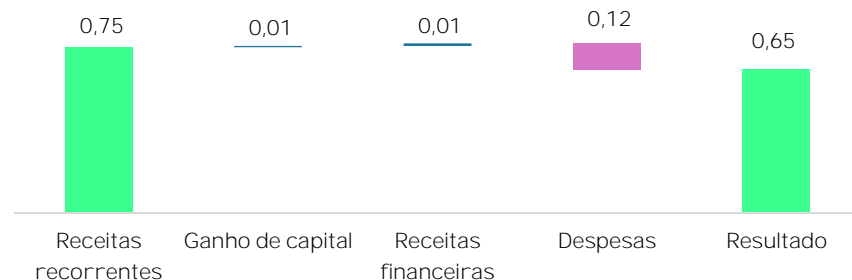 0,75
0,01
0,01
0,12
0,65
Receitas
recorrentes
Ganho de capital
Receitas
financeiras
Despesas
Resultado